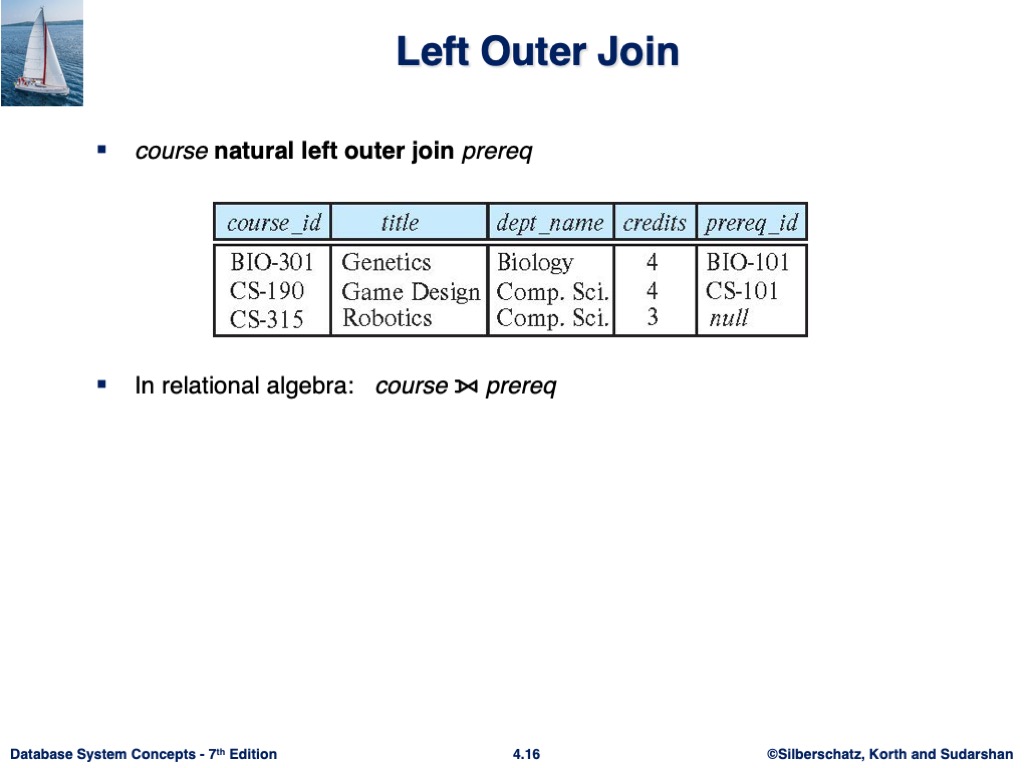 Left Outer Join
▪ course natural left outer join prereq
course_id title dept_name credits prereq_id
BIO-301 Genetics Biology 4 BIO-101
CS-190 Game Design Comp. Sci. 4 CS-101
CS-315 Robotics Comp. Sci. 3 null
▪ In relational algebra: course ⟕ prereq
Database System Concepts - 7th Edition 4.16 ©Silberschatz, Korth and Sudarshan